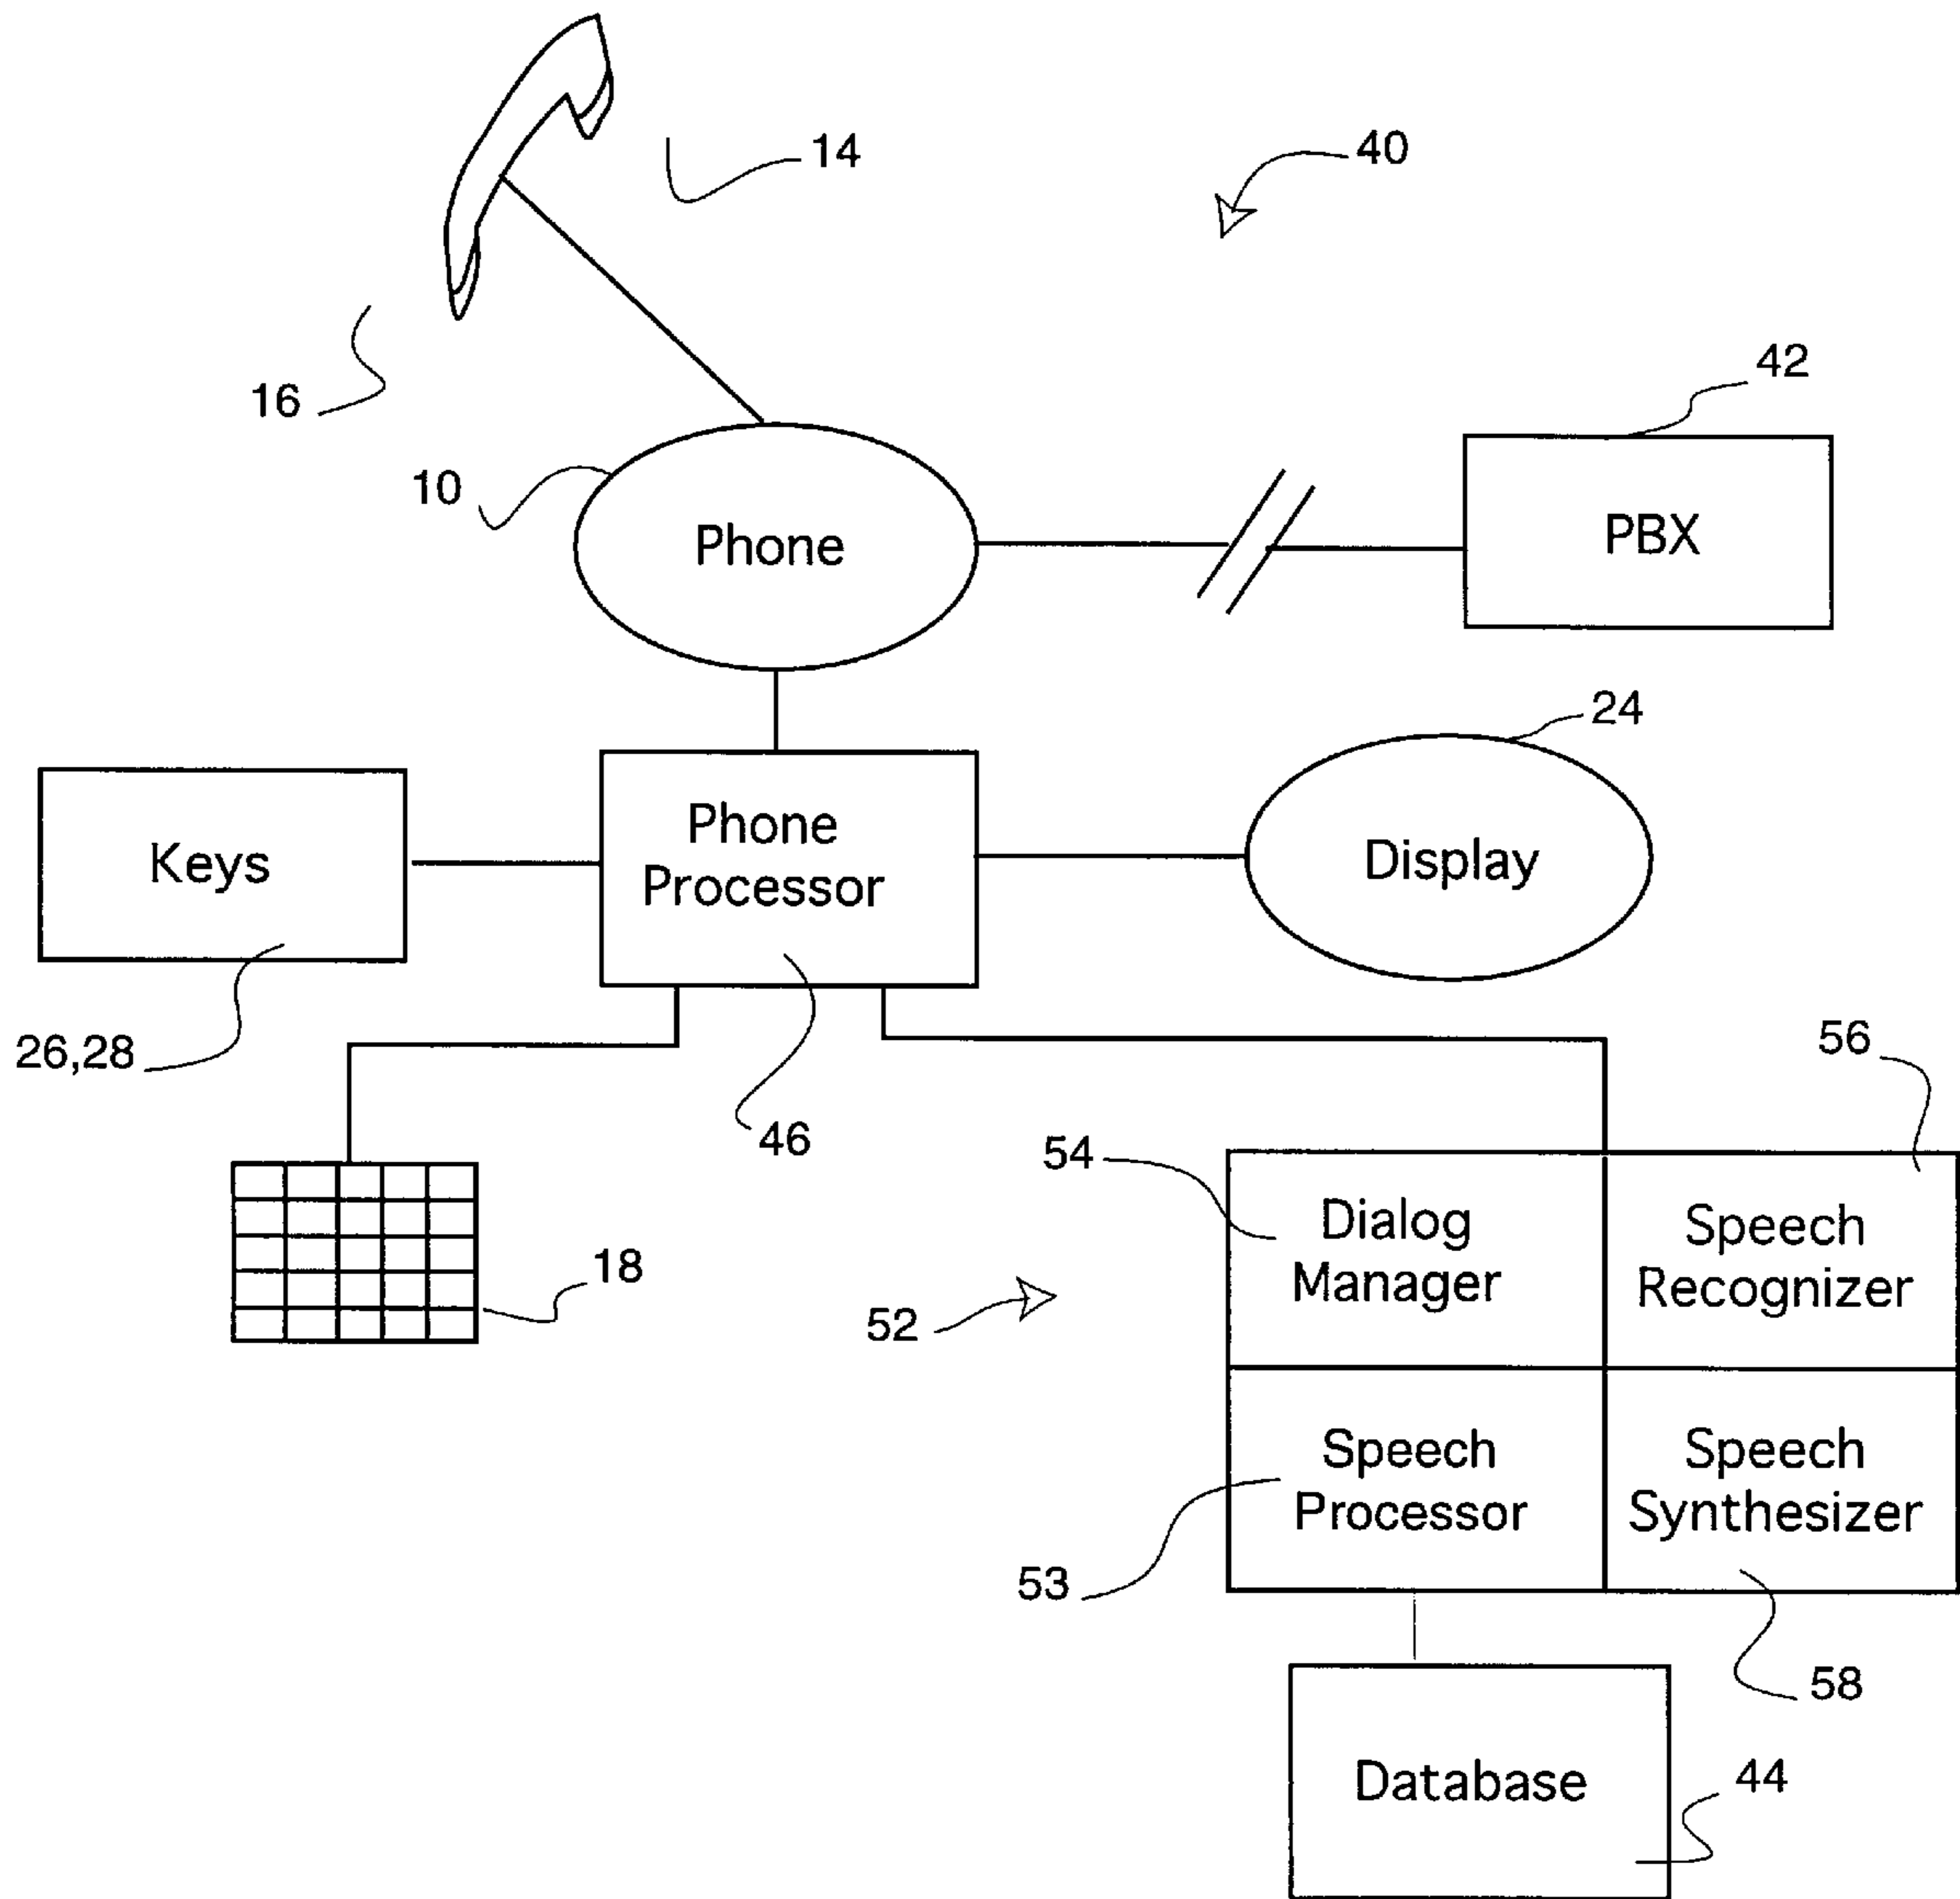 14
40
16
42
10
Phone
PBX
24
Keys
Phone
Processor
Display
26,28
56
46
54
Dialog
Manager
Speech
Recognizer
18
52
Speech
Processor
Speech
Synthesizer
53
58
Database
44